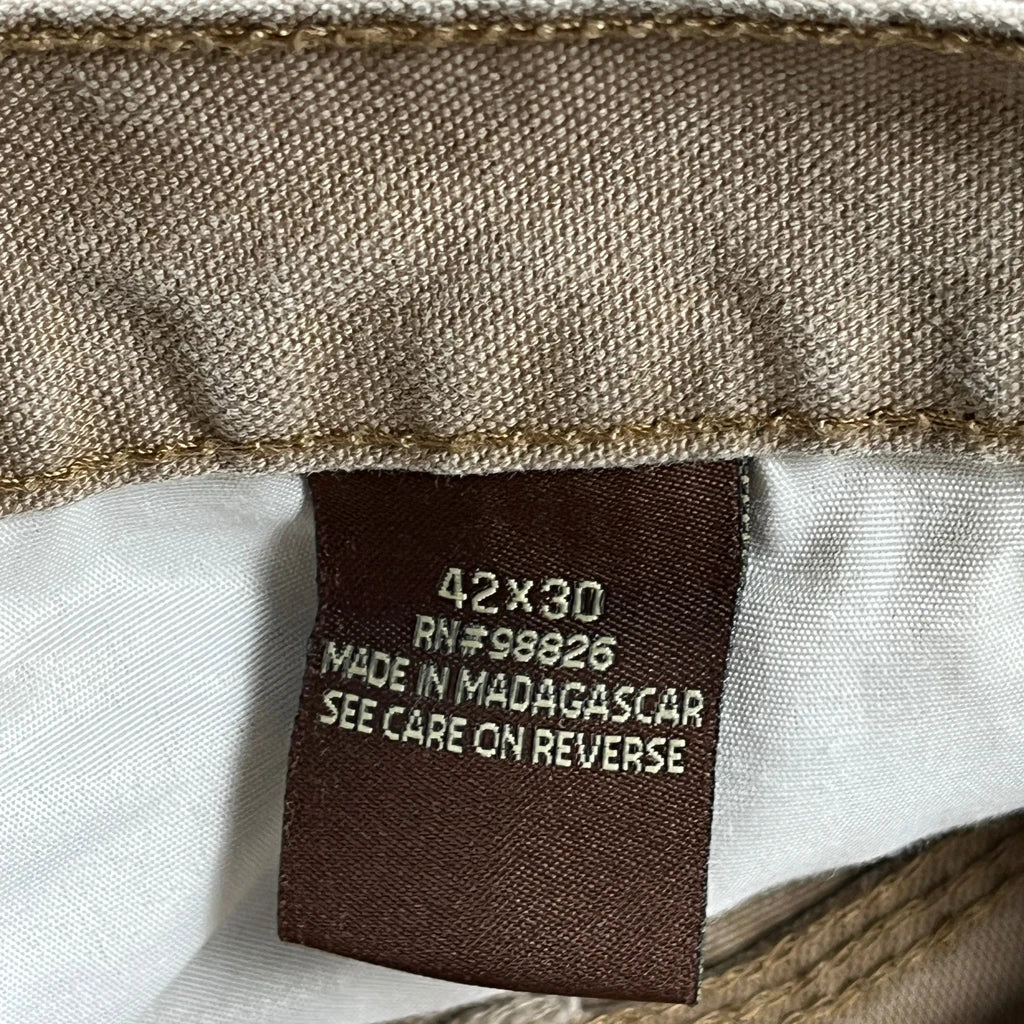 42X30
RN#98826
MADE IN MADAGASCAR
SEE CARE ON REVERSE